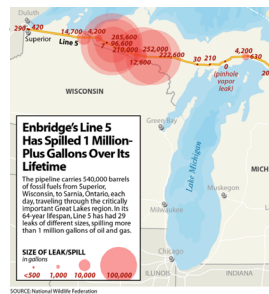 Duluth
290 420
Superior
14,700 4,200
Line 5
285,600
96,600
210,000
252,000
222,600
12,600
30 210
0
(pinhole
vapor
leak)
4,200
630
WISCONSIN
Green Bay
Enbridge's Line 5
Has Spilled 1 Million-
Plus Gallons Over Its
Lifetime
The pipeline carries 540,000 barrels
of fossil fuels from Superior,
Wisconsin, to Sarnia, Ontario, each
day, traveling through the critically
important Great Lakes region. In its
64-year lifespan, Line 5 has had 29
leaks of different sizes, spilling more
than 1 million gallons of oil and gas.
SIZE OF LEAK/SPILL
in gallons
<500 1,000 10,000 100,000
Lake Michigan
MICH
Muskegon
Milwaukee
Chicago
ILLINOIS
INDIANA
SOURCE: National Wildlife Federation